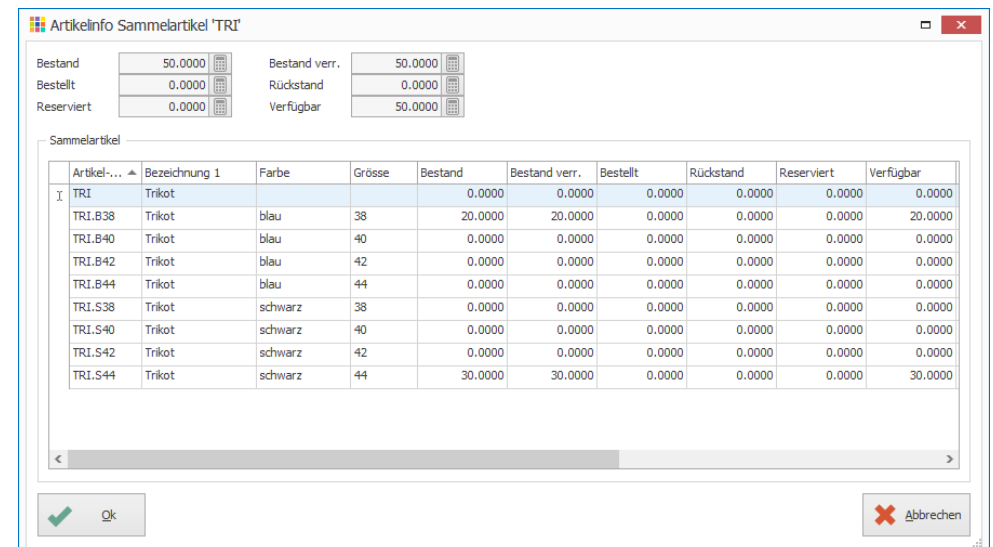 Artikelinfo Sammelartikel 'TRI'
Bestand 50.0000 Bestand verr. 50.0000
Bestellt 0.0000 Rückstand 0.0000
Reserviert 0.0000 Verfügbar 50.0000
Sammelartikel
Artikel-... Bezeichnung 1 Farbe Grösse Bestand Bestand verr. Bestellt Rückstand Reserviert Verfügbar
TRI Trikot 0.0000 0.0000 0.0000 0.0000 0.0000 0.0000
TRI.B38 Trikot blau 38 20.0000 20.0000 0.0000 0.0000 0.0000 20.0000
TRI.B40 Trikot blau 40 0.0000 0.0000 0.0000 0.0000 0.0000 0.0000
TRI.B42 Trikot blau 42 0.0000 0.0000 0.0000 0.0000 0.0000 0.0000
TRI.B44 Trikot blau 44 0.0000 0.0000 0.0000 0.0000 0.0000 0.0000
TRI.S38 Trikot schwarz 38 0.0000 0.0000 0.0000 0.0000 0.0000 0.0000
TRI.S40 Trikot schwarz 40 0.0000 0.0000 0.0000 0.0000 0.0000 0.0000
TRI.S42 Trikot schwarz 42 0.0000 0.0000 0.0000 0.0000 0.0000 0.0000
TRI.S44 Trikot schwarz 44 30.0000 30.0000 0.0000 0.0000 0.0000 30.0000
Ok Abbrechen